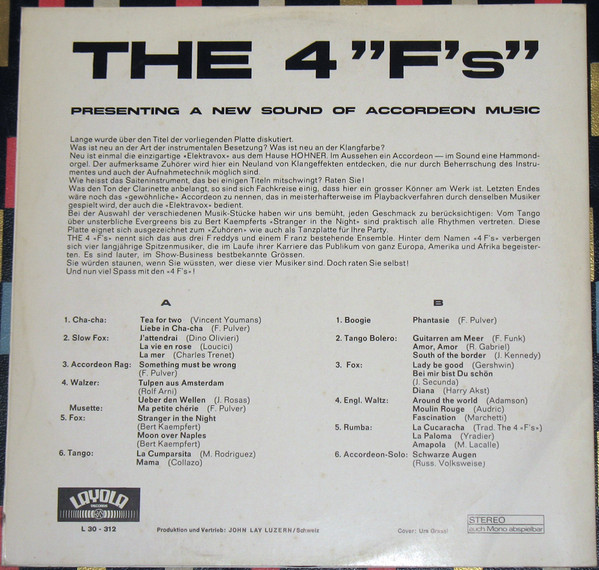 THE 4 "F's"
PRESENTING A NEW SOUND OF ACCORDEON MUSIC
Lange wurde über den Titel der vorliegenden Platte diskutiert.
Was ist neu an der Art der instrumentalen Besetzung? Was ist neu an der Klangfarbe?
Neu ist einmal die einzigartige «Elektravox» aus dem Hause HOHNER. Im Aussehen ein Accordeon — im Sound eine Hammond-
orgel. Der aufmerksame Zuhörer wird hier ein Neuland von Klangeffekten entdecken, die nur durch Beherrschung des Instru-
mentes und auch der Aufnahmetechnik möglich sind.
Wie heisst das Saiteninstrument, das bei einigen Titeln mitschwingt? Raten Sie!
Was den Ton der Clarinette anbelangt, so sind sich Fachkreise einig, dass hier ein grosser Könner am Werk ist. Letzten Endes
wäre noch das «gewöhnliche» Accordeon zu nennen, das in meisterhafterweise im Playbackverfahren durch denselben Musiker
gespielt wird, der auch die «Elektravox» bedient.
Bei der Auswahl der verschiedenen Musik-Stücke haben wir uns bemüht, jeden Geschmack zu berücksichtigen: Vom Tango
über unsterbliche Evergreens bis zu Bert Kaempferts «Stranger in the Night» sind praktisch alle Rhythmen vertreten. Diese
Platte eignet sich ausgezeichnet zum «Zuhören» wie auch als Tanzplatte für Ihre Party.
THE 4 «F's» nennt sich das aus drei Freddys und einem Franz bestehende Ensemble. Hinter dem Namen «4 F's» verbergen
sich vier langjährige Spitzenmusiker, die im Laufe ihrer Karriere das Publikum von ganz Europa, Amerika und Afrika begeister-
ten. Es sind lauter, im Show-Business bestbekannte Grössen.
Sie würden staunen, wenn Sie wüssten, wer diese vier Musiker sind. Doch raten Sie selbst!
Und nun viel Spass mit den «4 F's»!
A
1. Cha-cha: Tea for two (Vincent Youmans)
Liebe in Cha-cha (F. Pulver)
2. Slow Fox: J'attendrai (Dino Olivieri)
La vie en rose (Loucici)
La mer (Charles Trenet)
3. Accordeon Rag: Something must be wrong
(F. Pulver)
4. Walzer: Tulpen aus Amsterdam
(Rolf Arni)
Ueber den Wellen (J. Rosas)
Musette: Ma petite chérie (F. Pulver)
5. Fox: Stranger in the Night
(Bert Kaempfert)
Moon over Naples
(Bert Kaempfert)
6. Tango: La Cumparsita (M. Rodriguez)
Mama (Collazo)
B
1. Boogie Phantasie (F. Pulver)
2. Tango Bolero: Guitarren am Meer (F. Funk)
Amor, Amor (R. Gabriel)
South of the border (J. Kennedy)
3. Fox: Lady be good (Gershwin)
Bei mir bist Du schön
(J. Secunda)
Diana (Harry Akst)
4. Engl. Waltz: Around the world (Adamson)
Moulin Rouge (Audric)
Fascination (Marchetti)
5. Rumba: La Cucaracha (Trad. The 4 «F's»)
La Paloma (Yradier)
Amapola (M. Lacalle)
6. Accordeon-Solo: Schwarze Augen
(Russ. Volksweise)
LAYOLA
RECORDS
L 30 - 312
Produktion und Vertrieb: JOHN LAY LUZERN/Schweiz
Cover: Urs Gravel
STEREO
auch Mono abspielbar